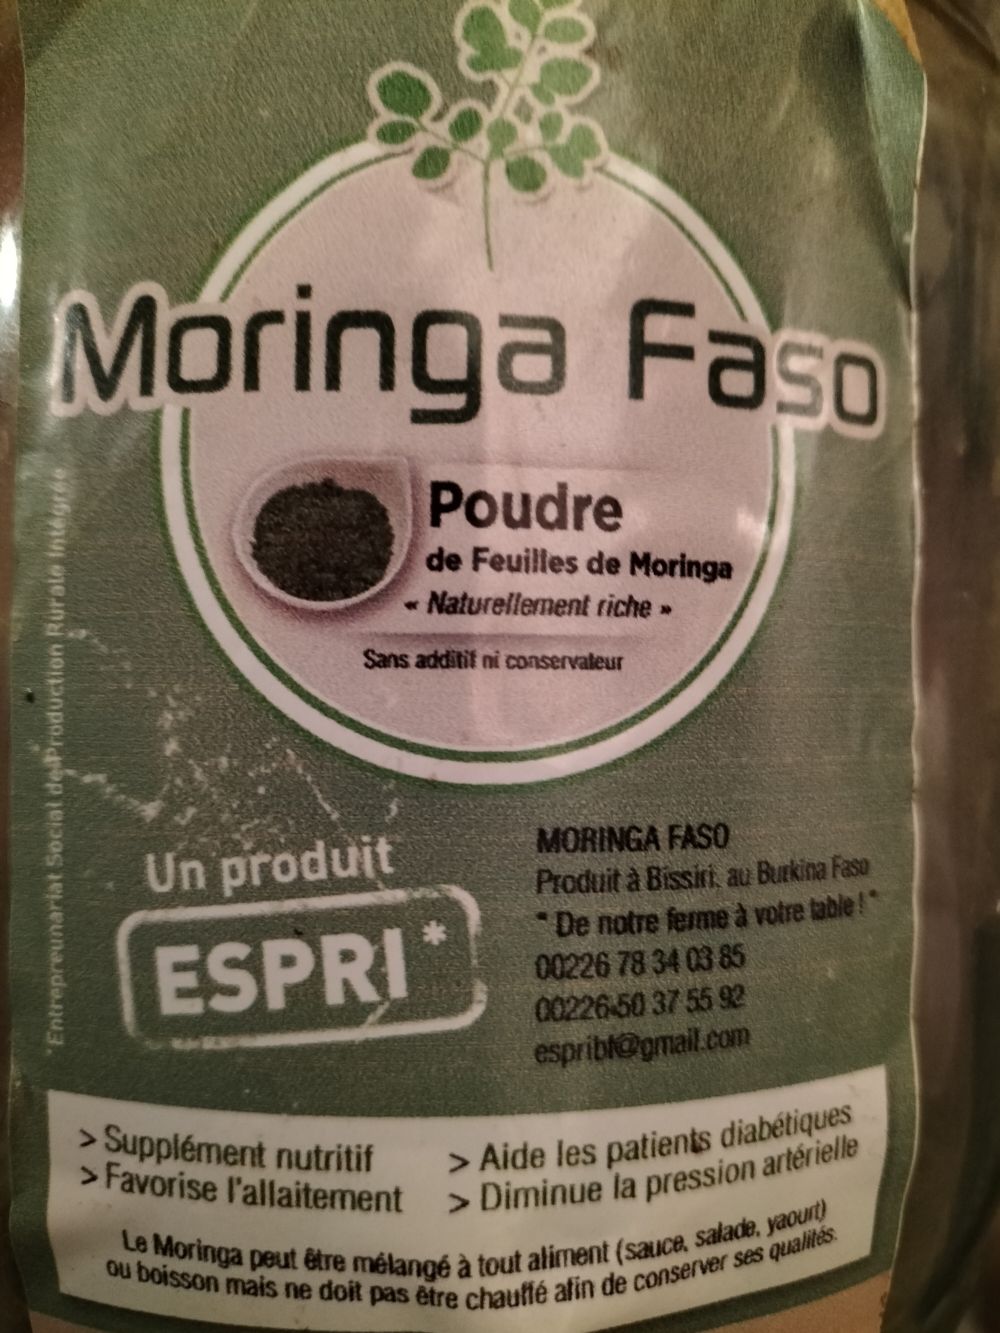 Moringa Faso
Poudre
de Feuilles de Moringa
« Naturellement riche »
Sans additif ni conservateur
*Entrepreunariat Social de Production Rurale Intégrée
Un produit
ESPRI*
MORINGA FASO
Produit à Bissiri, au Burkina Faso
" De notre ferme à votre table ! "
00226 78 34 03 85
00226 50 37 55 92
espribf@gmail.com
> Supplément nutritif
> Favorise l'allaitement
> Aide les patients diabétiques
> Diminue la pression artérielle
Le Moringa peut être mélangé à tout aliment (sauce, salade, yaourt)
ou boisson mais ne doit pas être chauffé afin de conserver ses qualités.